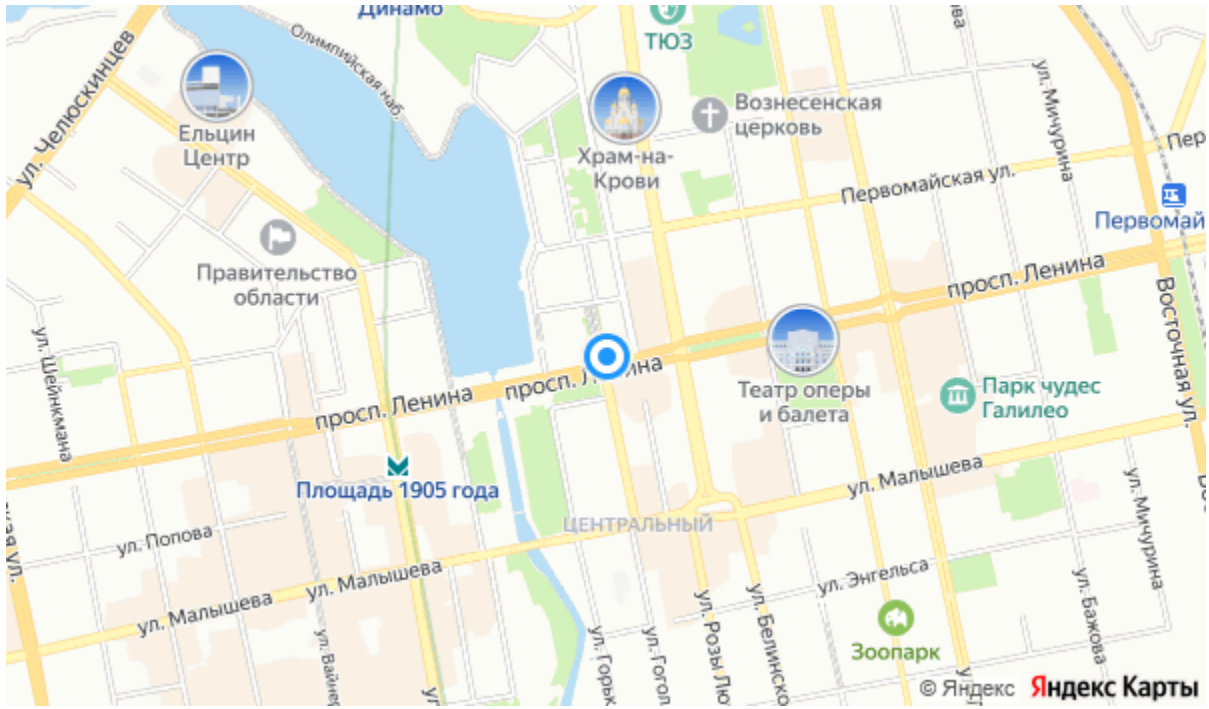 Динамо
ТЮЗ
Олимпийская наб.
ул. Челюскинцев
Ельцин
Центр
Вознесенская
церковь
ул. Мичурина
Храм-на-
Крови
Первомайская ул.
Первомай
Правительство
области
просп. Ленина
Восточная ул.
ул. Шейнкмана
просп. Ленина
просп. Ленина
Театр оперы
и балета
Парк чудес
Галилео
Площадь 1905 года
ул. Малышева
ЦЕНТРАЛЬНЫЙ
ул. Попова
ул. Мичурина
ул. Малышева
ул. Энгельса
ул. Малышева
ул. Бажова
Зоопарк
ул. Вайнер
ул. Горьк
ул. Гогол
ул. Розы Лю
ул. Белинско
© Яндекс Яндекс Карты